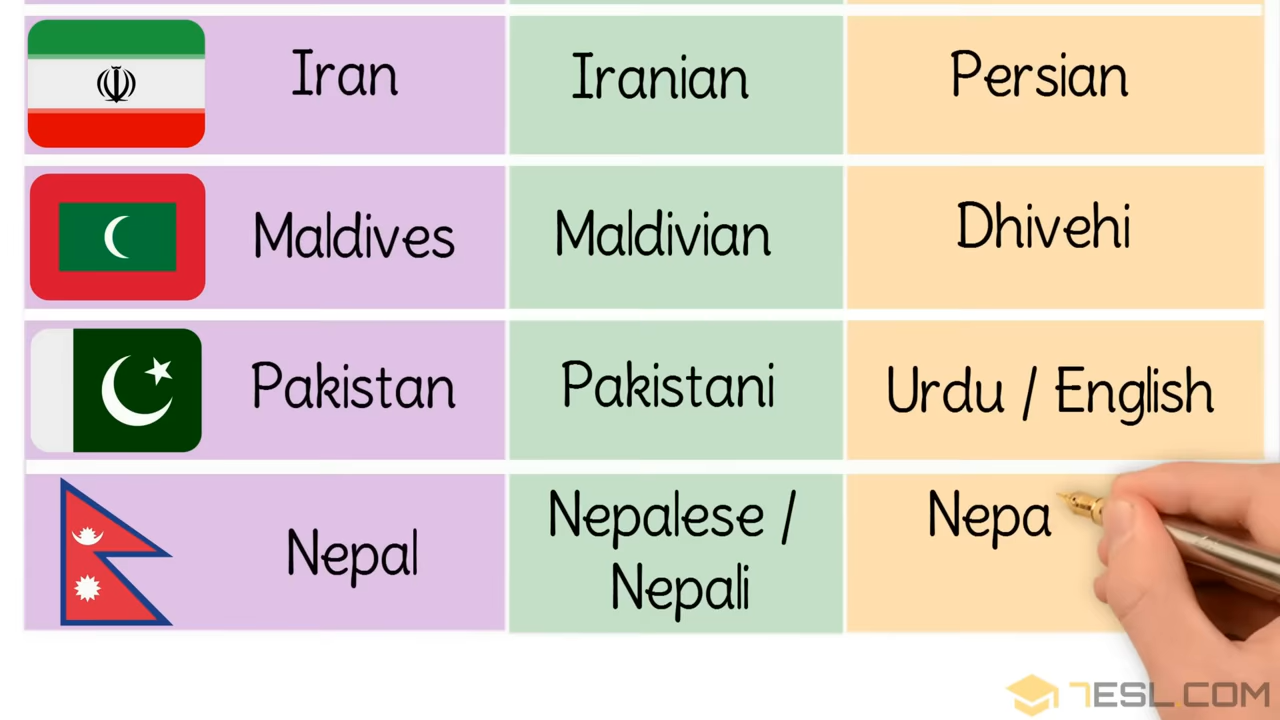 Iran
Iranian
Persian
Maldives
Maldivian
Dhivehi
Pakistan
Pakistani
Urdu / English
Nepal
Nepalese /
Nepali
Nepa
7ESL.COM